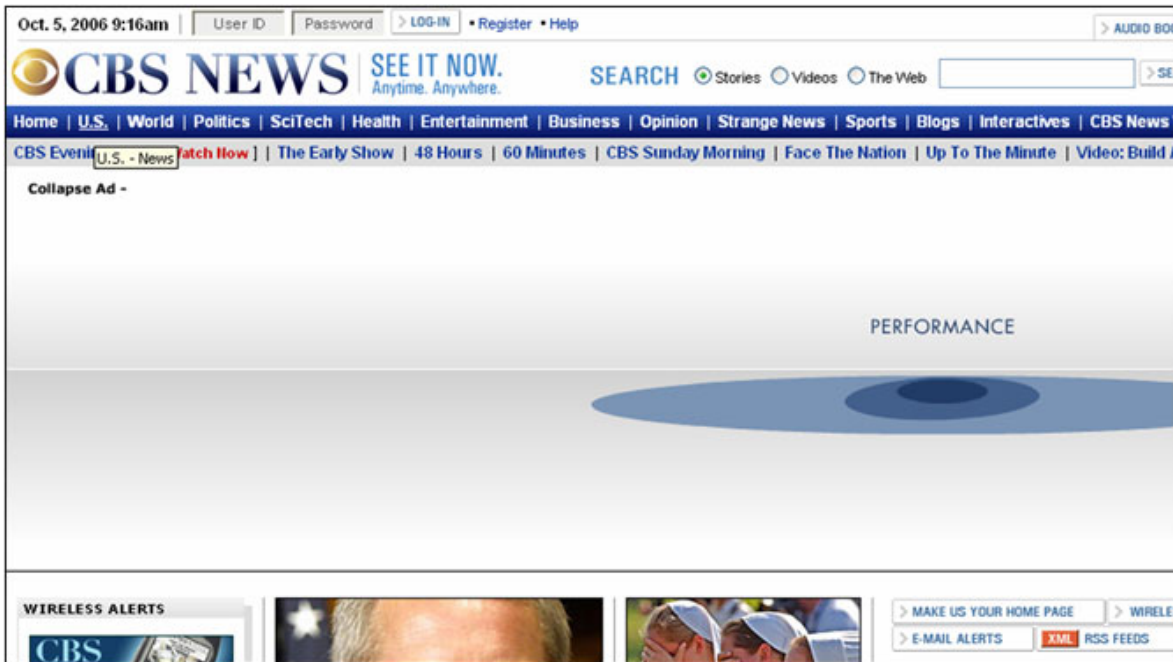 Oct. 5, 2006 9:16am | User ID Password > LOG-IN • Register • Help > AUDIO
CBS NEWS | SEE IT NOW.
Anytime. Anywhere.
SEARCH Stories Videos The Web
Home | U.S. | World | Politics | SciTech | Health | Entertainment | Business | Opinion | Strange News | Sports | Blogs | Interactives | CBS News
CBS U.S. - News Now ] | The Early Show | 48 Hours | 60 Minutes | CBS Sunday Morning | Face The Nation | Up To The Minute | Video: Build
Collapse Ad -
PERFORMANCE
WIRELESS ALERTS
CBS
> MAKE US YOUR HOME PAGE >
> E-MAIL ALERTS XML RSS FEEDS